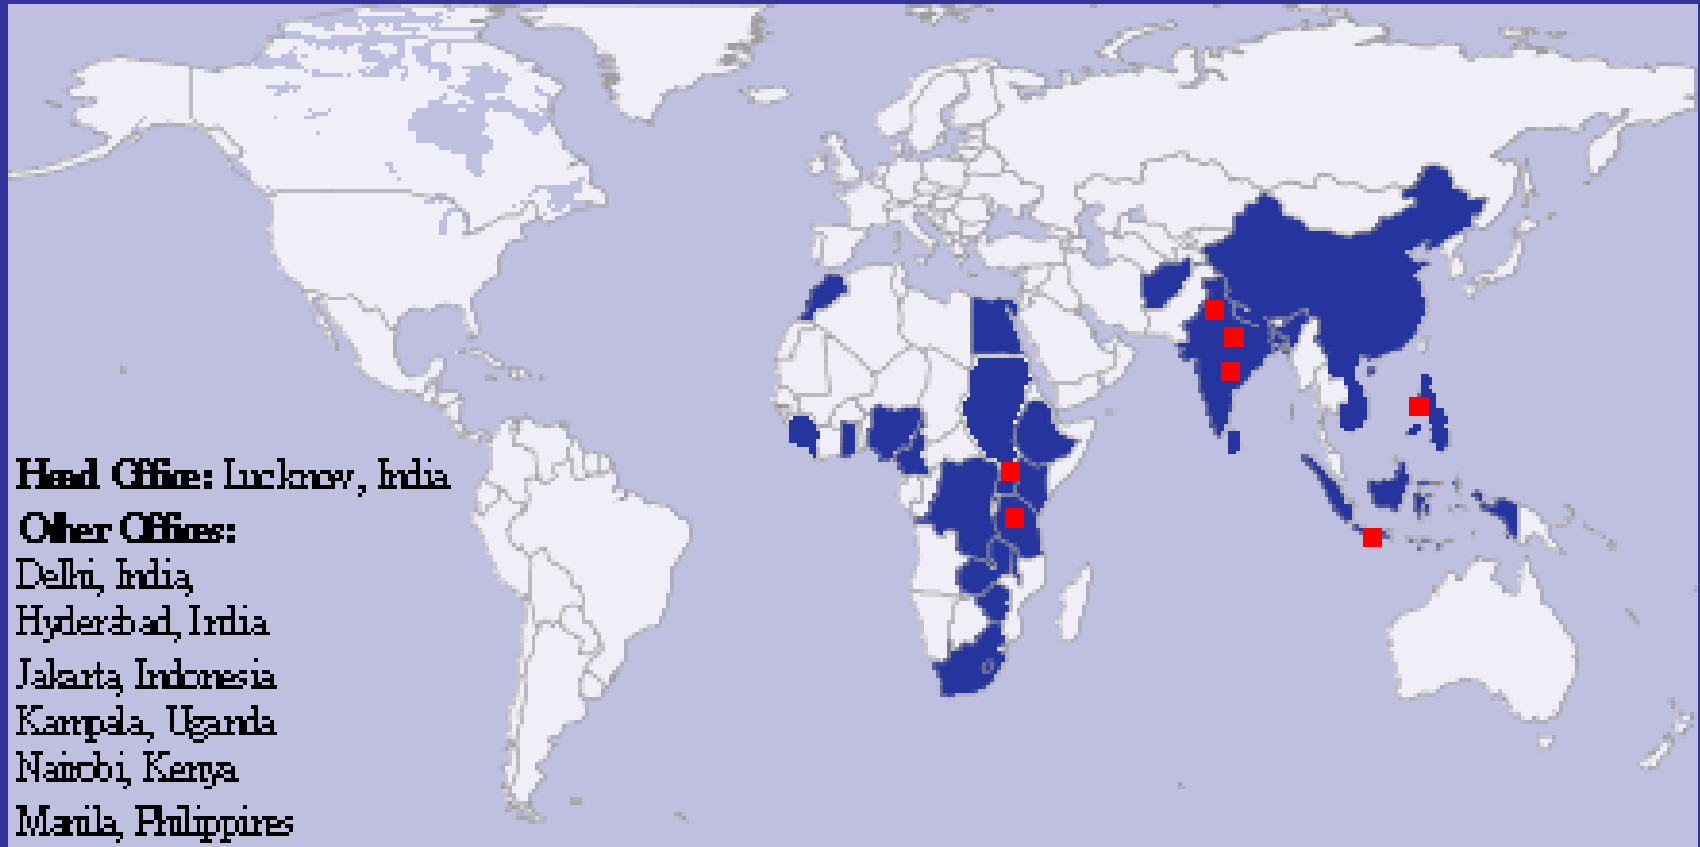 Head Office: Lucknow, India
Other Offices:
Delhi, India,
Hyderabad, India
Jakarta, Indonesia
Kampala, Uganda
Nairobi, Kenya
Manila, Philippines